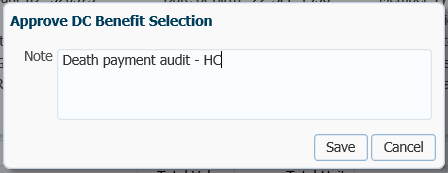 Approve DC Benefit Selection
Note
Death payment audit - HC
Save Cancel